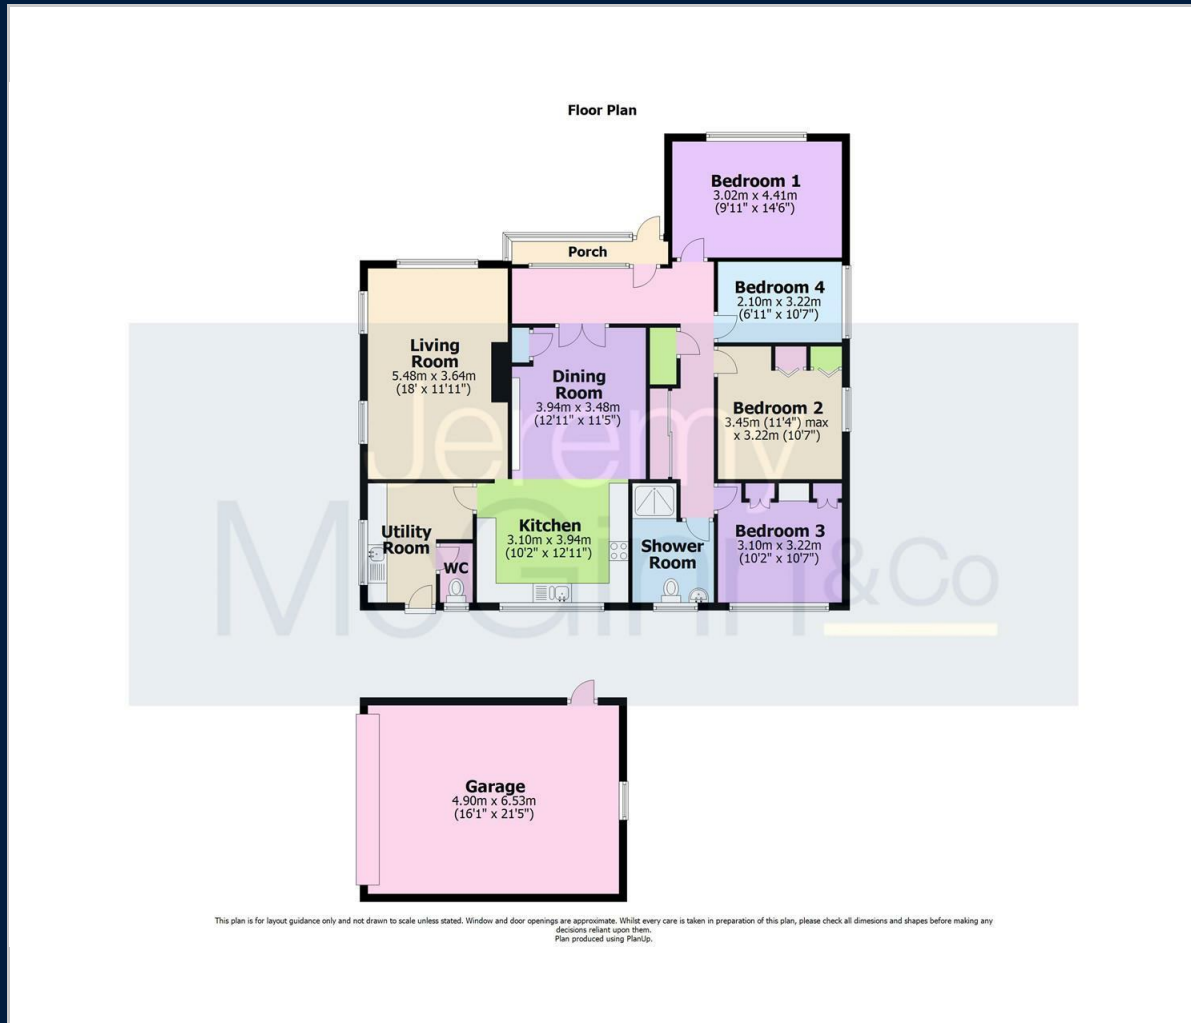 Floor Plan
Bedroom 1
3.02m x 4.41m
(9'11" x 14'6")
Porch
Bedroom 4
2.10m x 3.22m
(6'11" x 10'7")
Living
Room
5.48m x 3.64m
(18' x 11'11")
Dining
Room
3.94m x 3.48m
(12'11" x 11'5")
Bedroom 2
3.45m (11'4") max
x 3.22m (10'7")
Jeremy
McGinn & Co
Utility
Room
WC
Kitchen
3.10m x 3.94m
(10'2" x 12'11")
Shower
Room
Bedroom 3
3.10m x 3.22m
(10'2" x 10'7")
Garage
4.90m x 6.53m
(16'1" x 21'5")
This plan is for layout guidance only and not drawn to scale unless stated. Window and door openings are approximate. Whilst every care is taken in preparation of this plan, please check all dimesions and shapes before making any
decisions reliant upon them.
Plan produced using PlanUp.